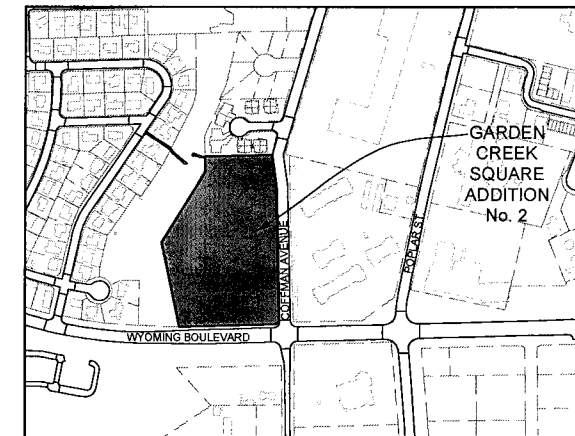 GARDEN
CREEK
SQUARE
ADDITION
No. 2
COFFMAN AVENUE
POPLAR ST
WYOMING BOULEVARD